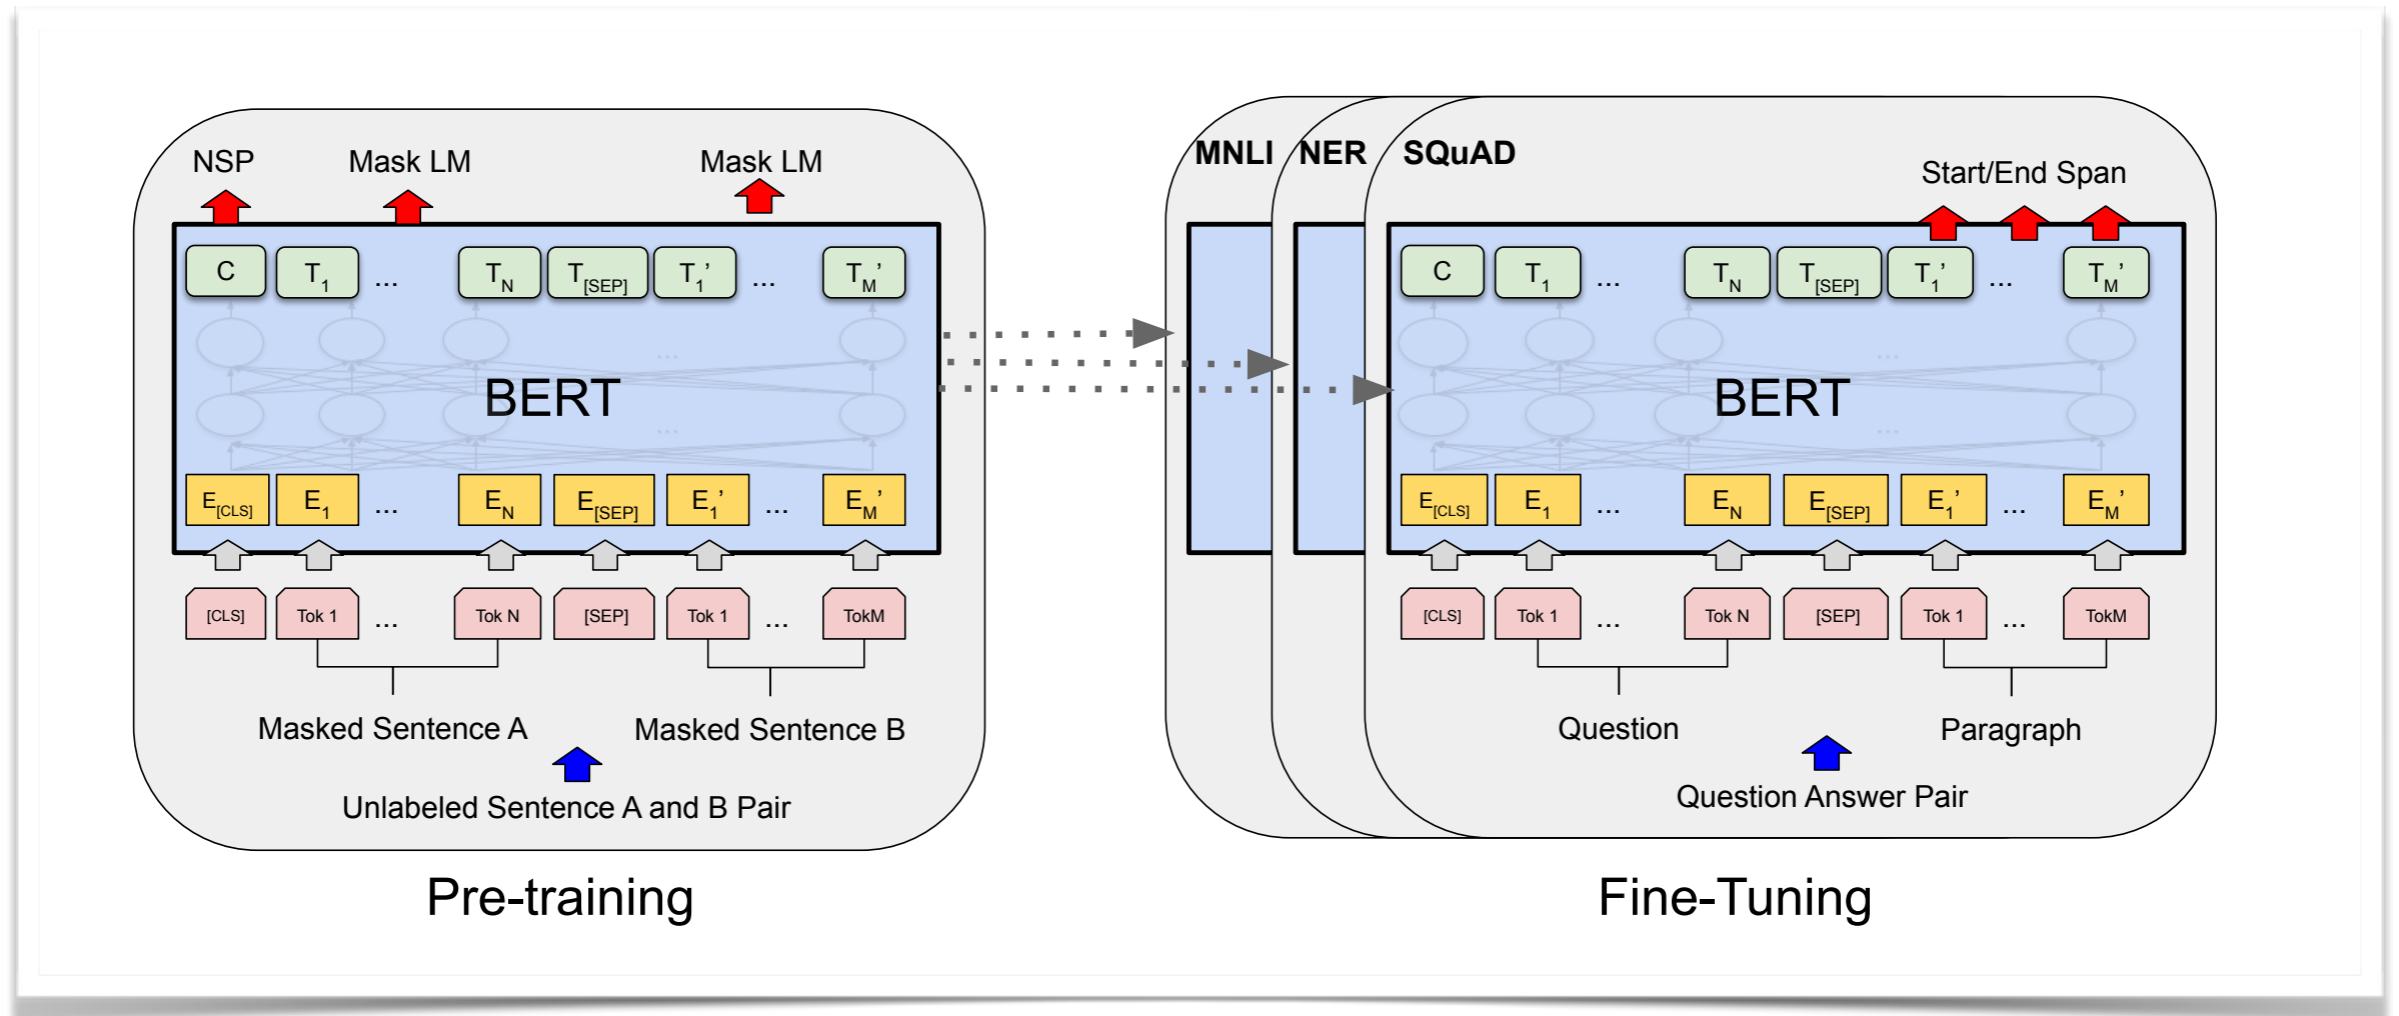 NSP Mask LM Mask LM
C T1 ... TN T[SEP] T1’ ... TM’
...
BERT
...
E[CLS] E1 ... EN E[SEP] E1’ ... EM’
[CLS] Tok 1 ... Tok N [SEP] Tok 1 ... TokM
Masked Sentence A Masked Sentence B
Unlabeled Sentence A and B Pair
Pre-training
MNLI NER SQuAD
Start/End Span
C T1 ... TN T[SEP] T1’ ... TM’
...
BERT
...
E[CLS] E1 ... EN E[SEP] E1’ ... EM’
[CLS] Tok 1 ... Tok N [SEP] Tok 1 ... TokM
Question Paragraph
Question Answer Pair
Fine-Tuning